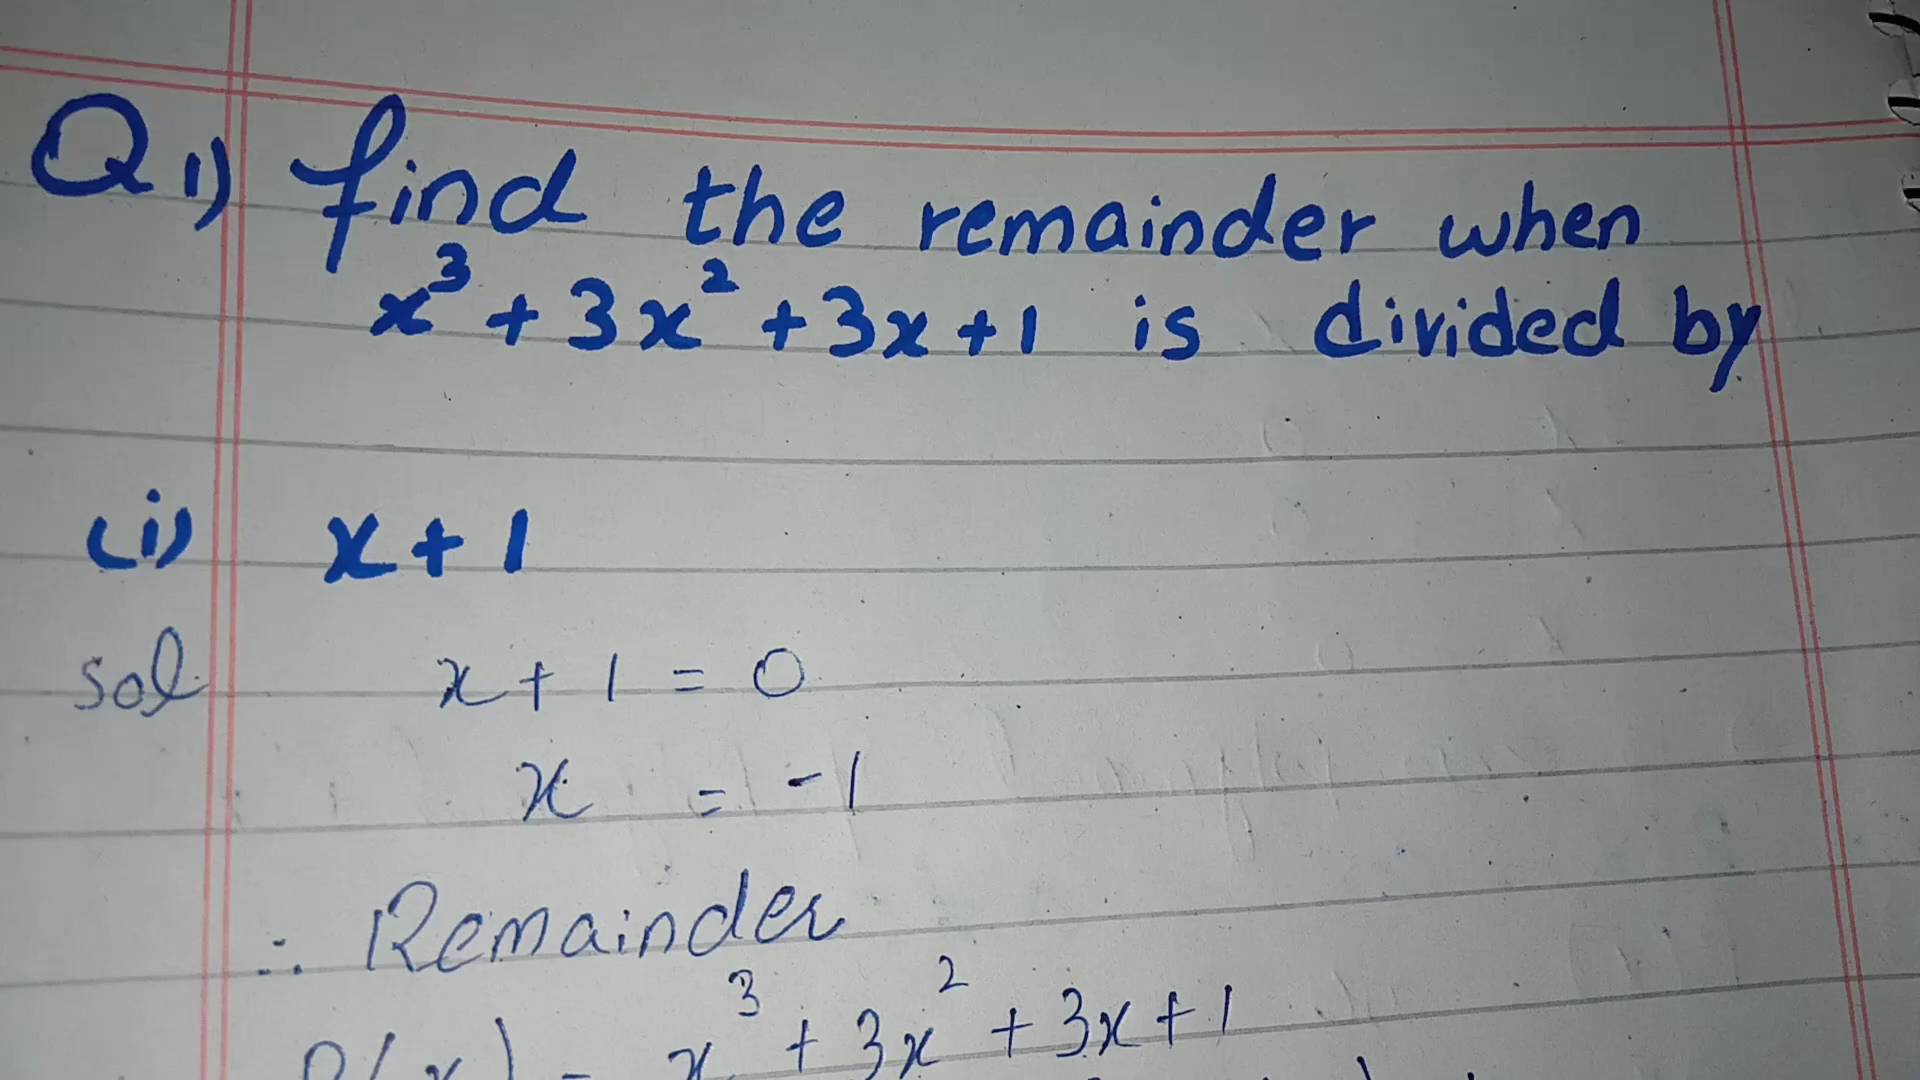 Q1) find the remainder when
x³ + 3x² + 3x + 1 is divided by
(i) x + 1
Sol x + 1 = 0
x = -1
∴ Remainder
P(x) = x³ + 3x² + 3x + 1